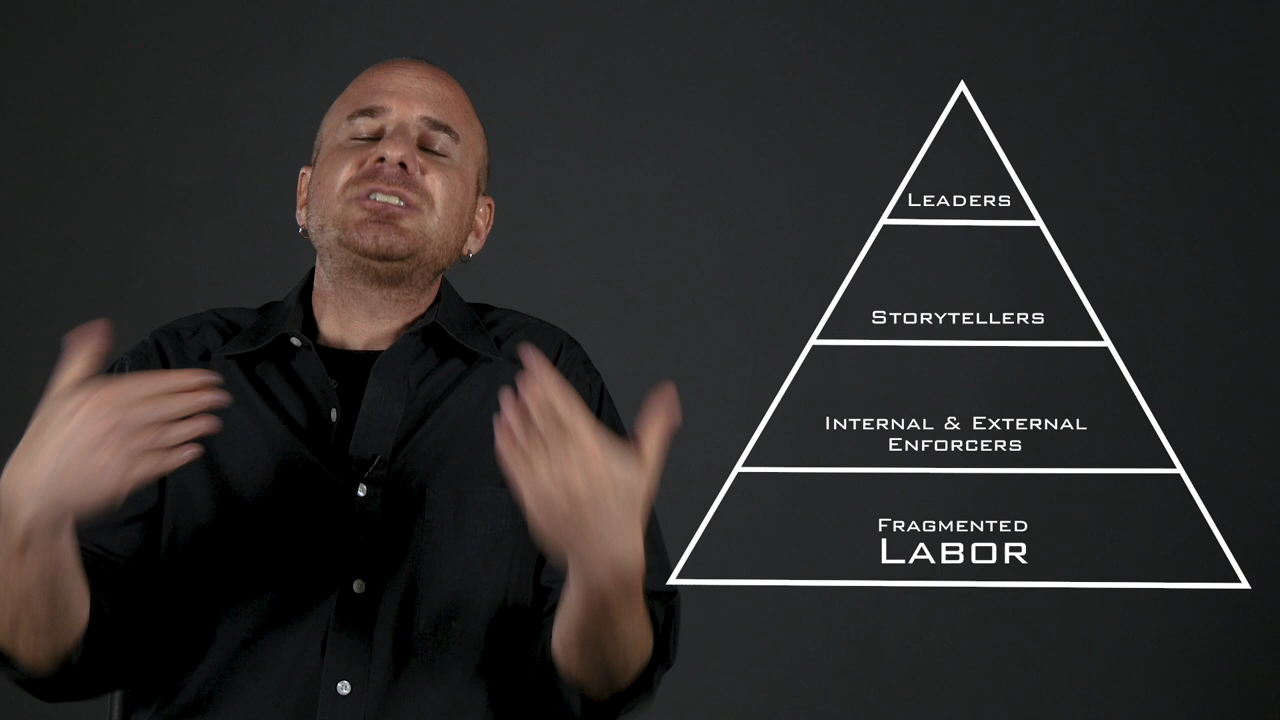 Leaders
Storytellers
Internal & External
Enforcers
Fragmented
Labor